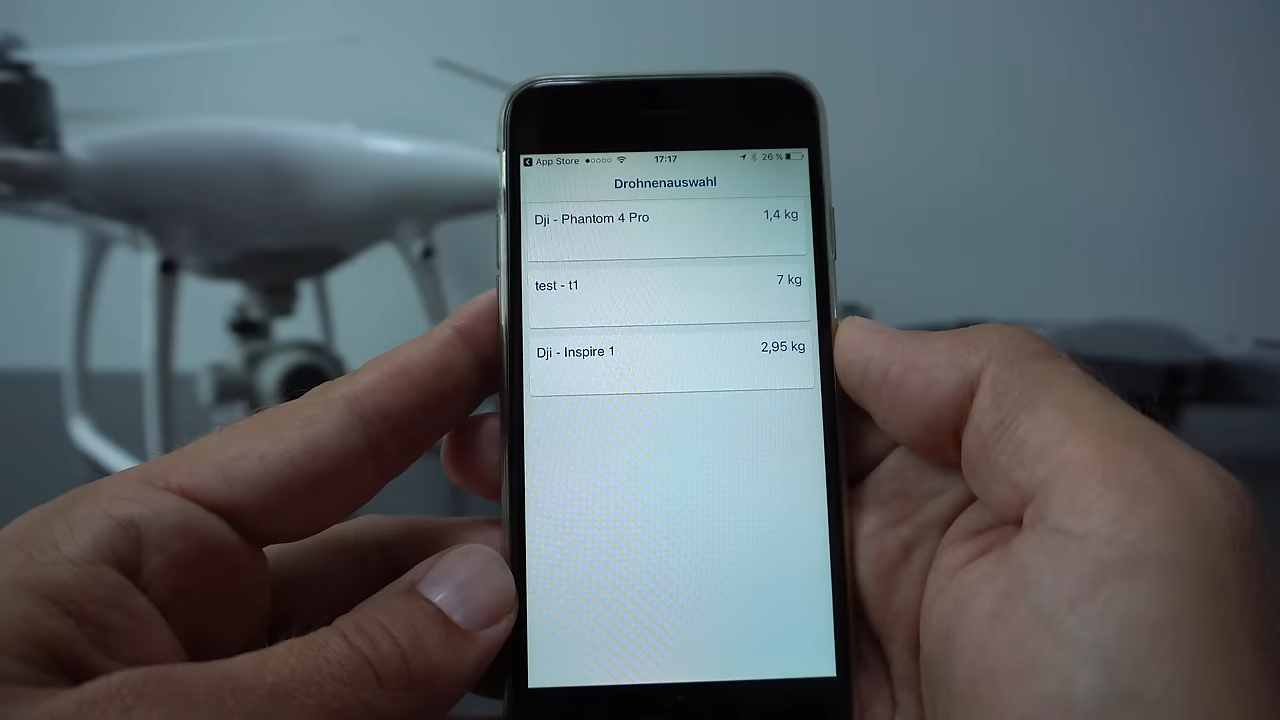 App Store 17:17 26 %
Drohnenauswahl
Dji - Phantom 4 Pro 1,4 kg
test - t1 7 kg
Dji - Inspire 1 2,95 kg